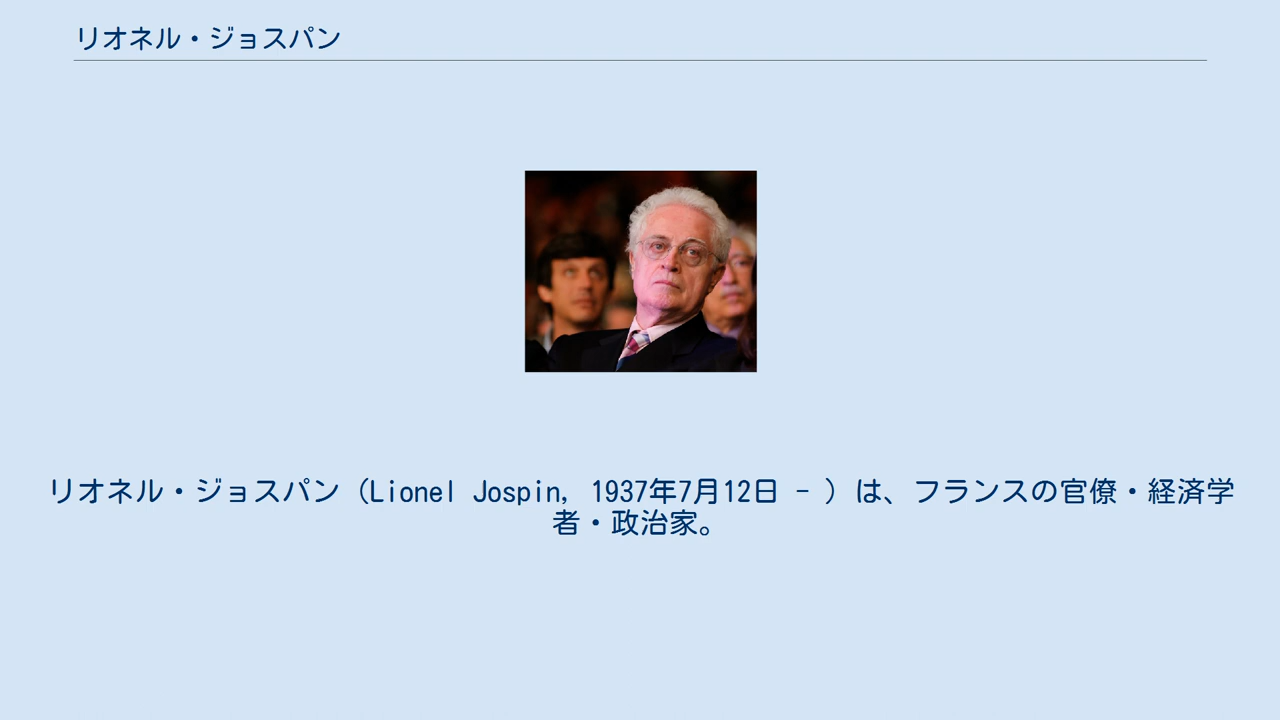 リオネル・ジョスパン
リオネル・ジョスパン（Lionel Jospin, 1937年7月12日 - ）は、フランスの官僚・経済学
者・政治家。